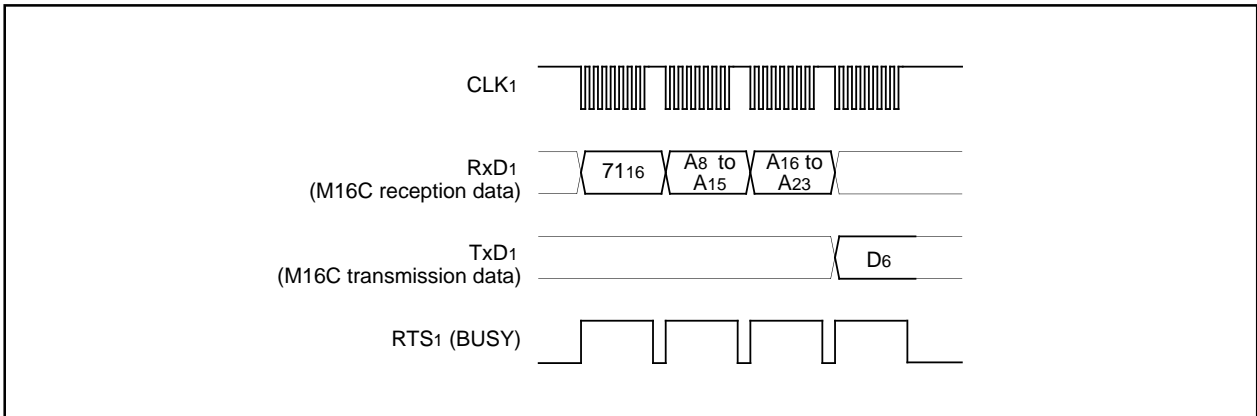 CLK1
RxD1
(M16C reception data)
7116
A8 to
A15
A16 to
A23
TxD1
(M16C transmission data)
D6
RTS1 (BUSY)